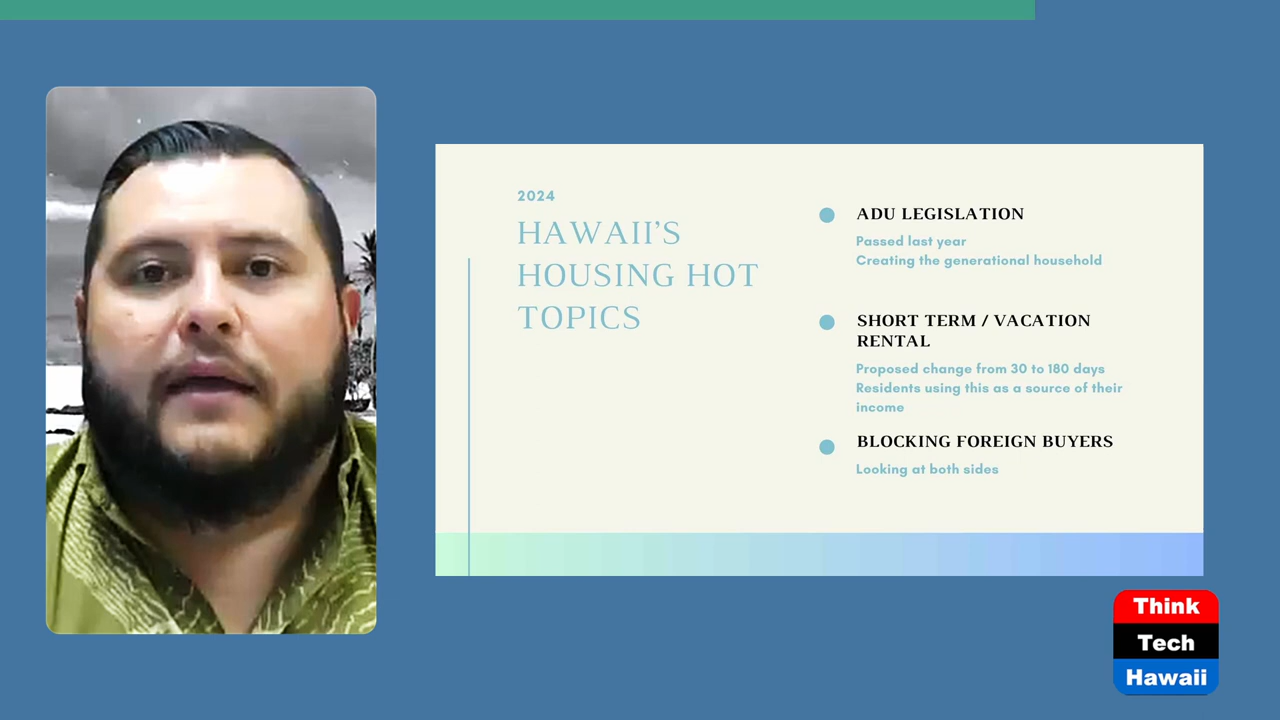 2024
HAWAII’S
HOUSING HOT
TOPICS
ADU LEGISLATION
Passed last year
Creating the generational household
SHORT TERM / VACATION
RENTAL
Proposed change from 30 to 180 days
Residents using this as a source of their
income
BLOCKING FOREIGN BUYERS
Looking at both sides
Think
Tech
Hawaii